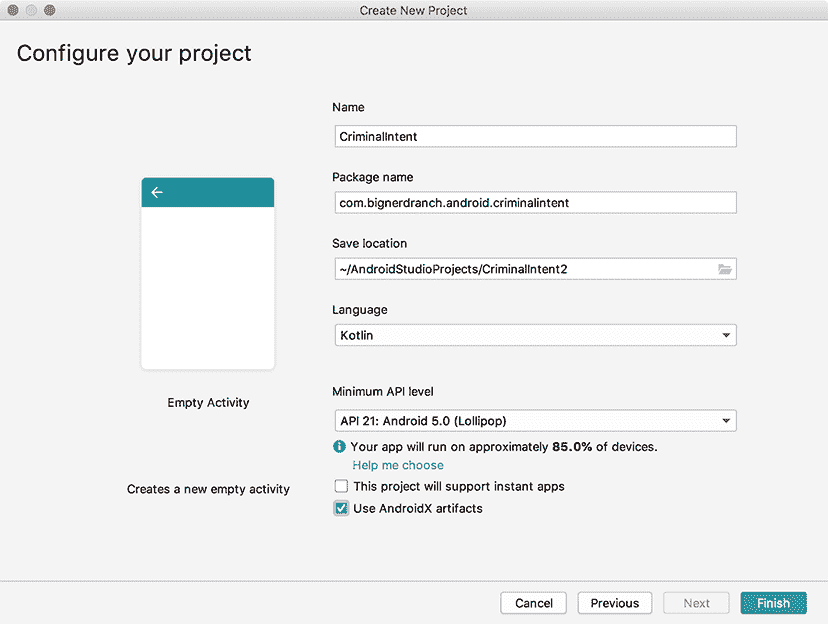 Create New Project
Configure your project
Name
CriminalIntent
Package name
com.bignerdranch.android.criminalintent
Save location
~/AndroidStudioProjects/CriminalIntent2
Language
Kotlin
Empty Activity
Minimum API level
API 21: Android 5.0 (Lollipop)
Your app will run on approximately 85.0% of devices.
Help me choose
Creates a new empty activity
This project will support instant apps
Use AndroidX artifacts
Cancel
Previous
Next
Finish